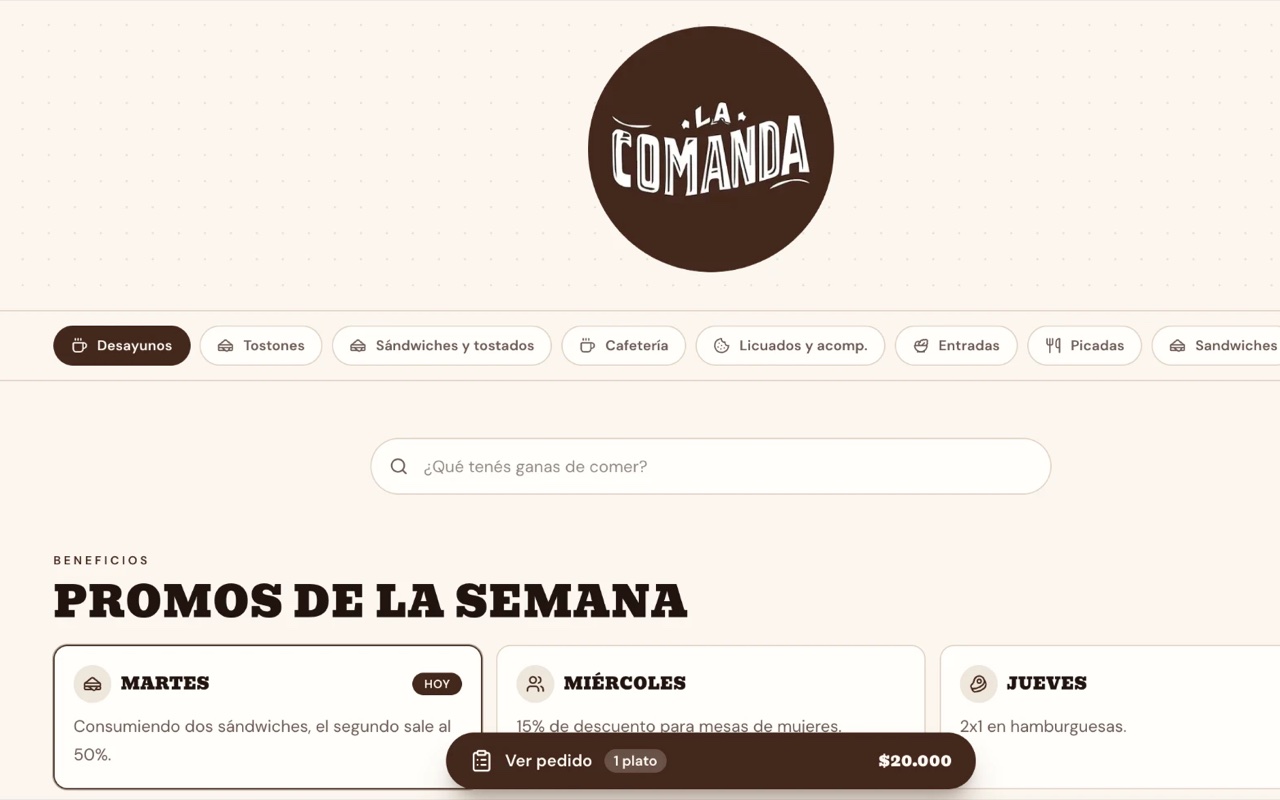 LA
COMANDA
Desayunos
Tostones
Sándwiches y tostados
Cafetería
Licuados y acomp.
Entradas
Picadas
Sandwiches
¿Qué tenés ganas de comer?
BENEFICIOS
PROMOS DE LA SEMANA
MARTES
HOY
Consumiendo dos sándwiches, el segundo sale al
50%.
MIÉRCOLES
15% de descuento para mesas de mujeres.
JUEVES
2x1 en hamburguesas.
Ver pedido
1 plato
$20.000